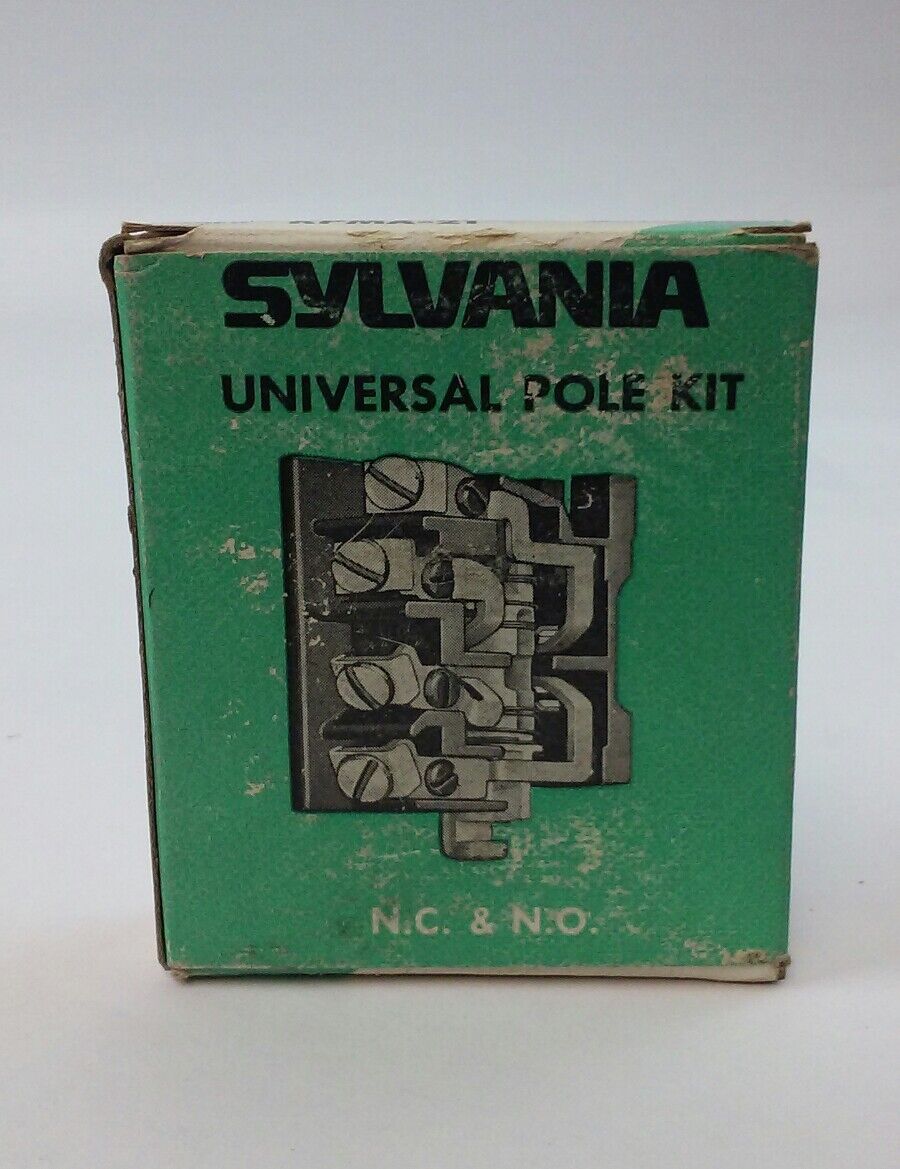 SYLVANIA
UNIVERSAL POLE KIT
N.C. & N.O.